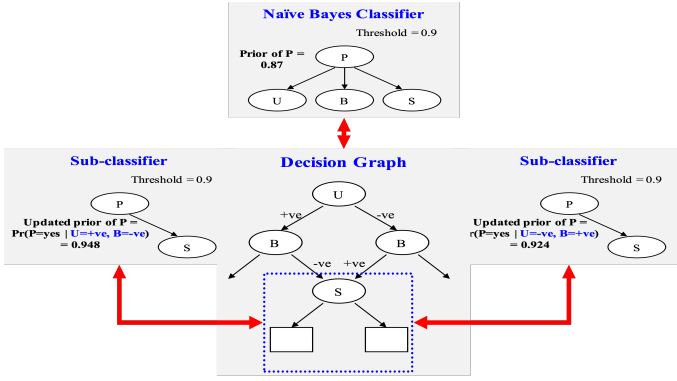 Naïve Bayes Classifier
Threshold = 0.9
Prior of P =
0.87
P
U
B
S
Sub-classifier
Threshold = 0.9
P
Updated prior of P =
Pr(P=yes | U=+ve, B=-ve)
= 0.948
S
Decision Graph
U
+ve
-ve
B
B
-ve
+ve
S
Sub-classifier
Threshold = 0.9
P
Updated prior of P =
r(P=yes | U=-ve, B=+ve)
= 0.924
S